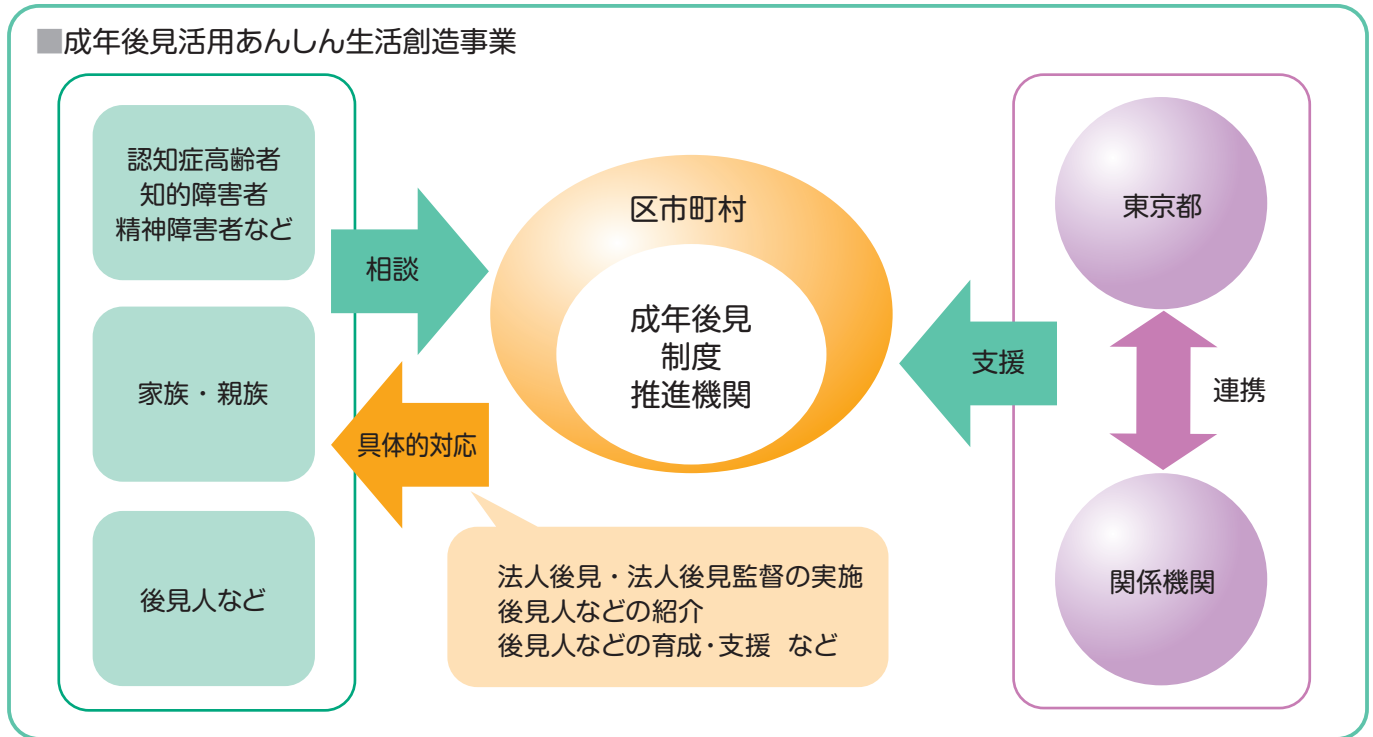 ■成年後見活用あんしん生活創造事業
認知症高齢者
知的障害者
精神障害者など
家族・親族
後見人など
相談
具体的対応
区市町村
成年後見
制度
推進機関
法人後見・法人後見監督の実施
後見人などの紹介
後見人などの育成・支援 など
支援
東京都
連携
関係機関